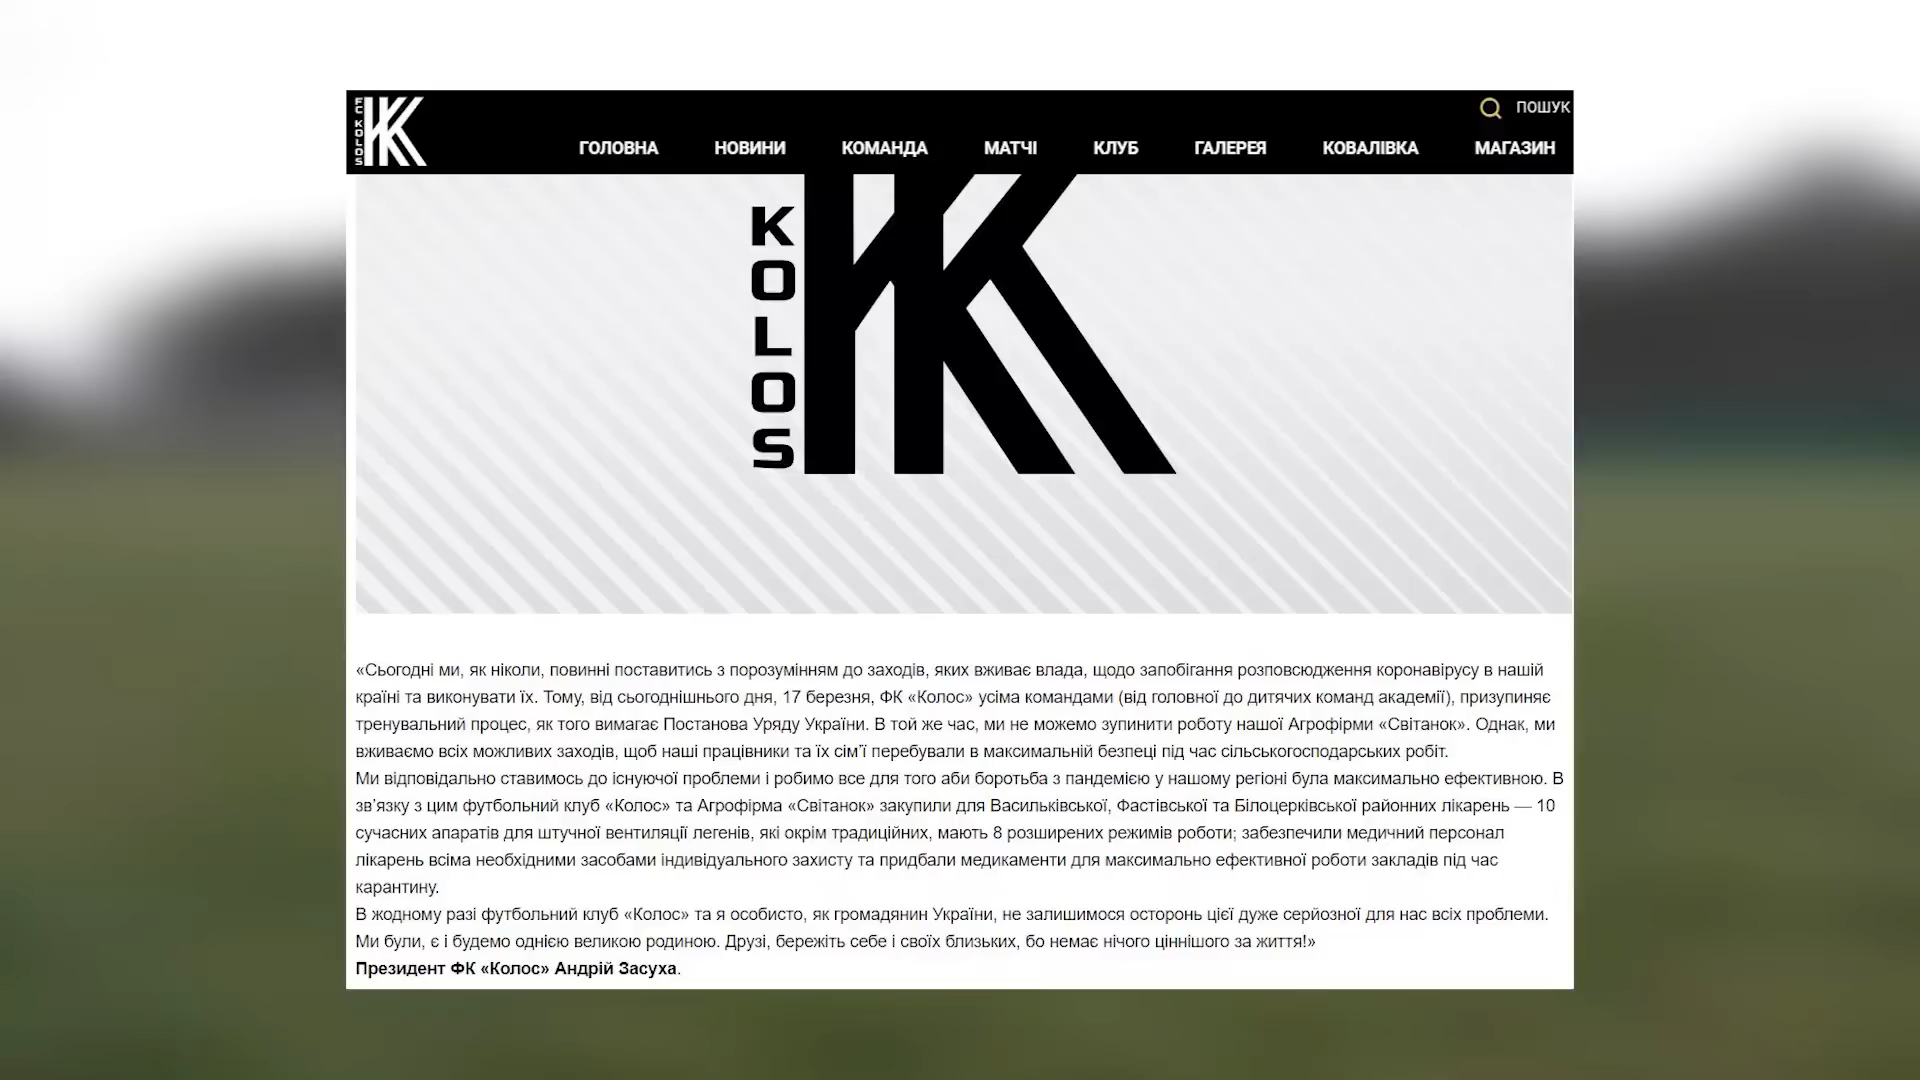 FC KOLOS
ПОШУК
ГОЛОВНА НОВИНИ КОМАНДА МАТЧІ КЛУБ ГАЛЕРЕЯ КОВАЛІВКА МАГАЗИН
KOLOS
«Сьогодні ми, як ніколи, повинні поставитись з порозумінням до заходів, яких вживає влада, щодо запобігання розповсюдження коронавірусу в нашій
країні та виконувати їх. Тому, від сьогоднішнього дня, 17 березня, ФК «Колос» усіма командами (від головної до дитячих команд академії), призупиняє
тренувальний процес, як того вимагає Постанова Уряду України. В той же час, ми не можемо зупинити роботу нашої Агрофірми «Світанок». Однак, ми
вживаємо всіх можливих заходів, щоб наші працівники та їх сім’ї перебували в максимальній безпеці під час сільськогосподарських робіт.
Ми відповідально ставимось до існуючої проблеми і робимо все для того аби боротьба з пандемією у нашому регіоні була максимально ефективною. В
зв’язку з цим футбольний клуб «Колос» та Агрофірма «Світанок» закупили для Васильківської, Фастівської та Білоцерківської районних лікарень — 10
сучасних апаратів для штучної вентиляції легенів, які окрім традиційних, мають 8 розширених режимів роботи; забезпечили медичний персонал
лікарень всіма необхідними засобами індивідуального захисту та придбали медикаменти для максимально ефективної роботи закладів під час
карантину.
В жодному разі футбольний клуб «Колос» та я особисто, як громадянин України, не залишимося осторонь цієї дуже серйозної для нас всіх проблеми.
Ми були, є і будемо однією великою родиною. Друзі, бережіть себе і своїх близьких, бо немає нічого ціннішого за життя!»
Президент ФК «Колос» Андрій Засуха.